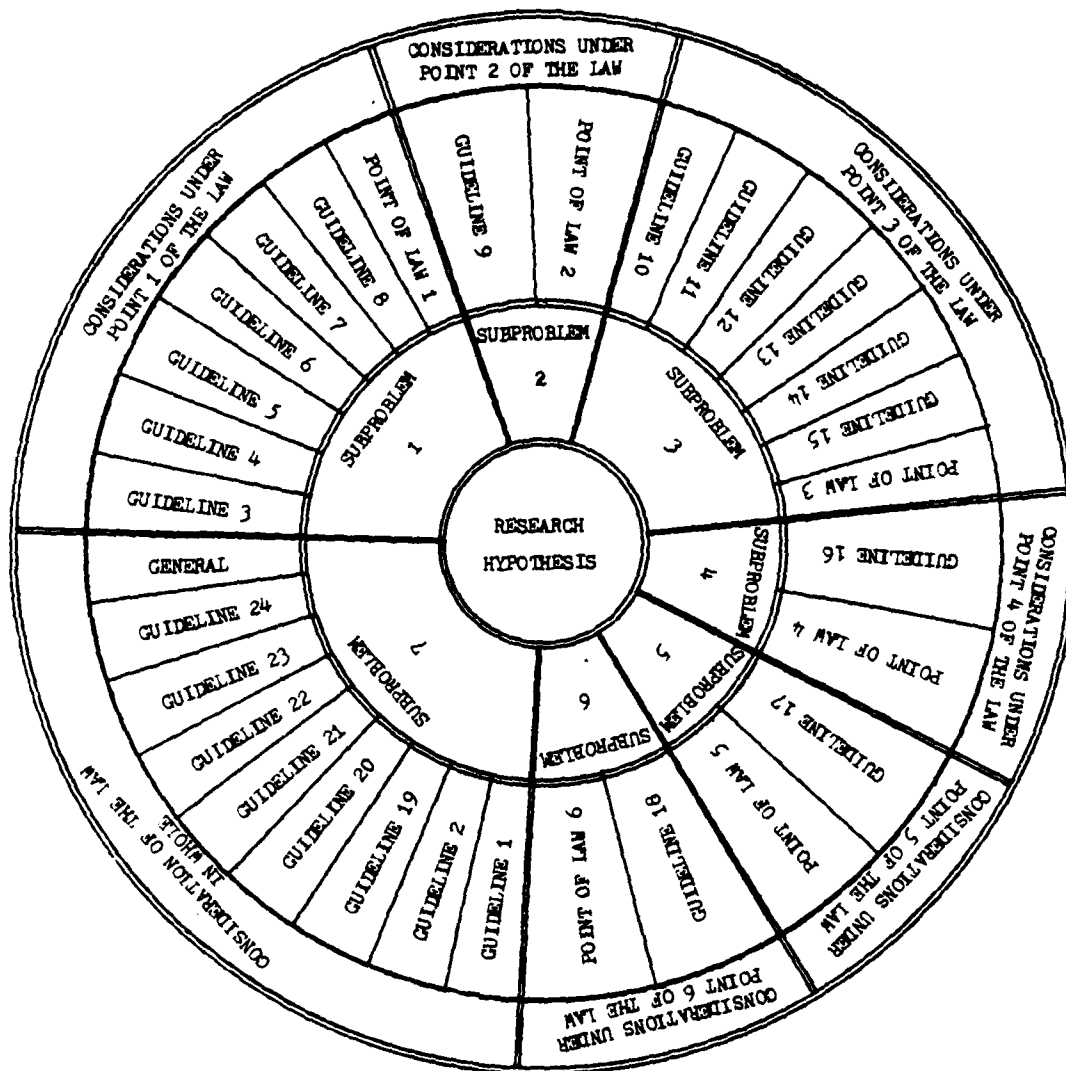 CONSIDERATIONS UNDER
POINT 1 OF THE LAW
CONSIDERATIONS UNDER
POINT 2 OF THE LAW
CONSIDERATIONS UNDER
POINT 3 OF THE LAW
CONSIDERATIONS UNDER
POINT 4 OF THE LAW
CONSIDERATIONS UNDER
POINT 5 OF THE LAW
CONSIDERATIONS UNDER
POINT 6 OF THE LAW
CONSIDERATION OF THE LAW
IN WHOLE
GUIDELINE 3
GUIDELINE 4
GUIDELINE 5
GUIDELINE 6
GUIDELINE 7
GUIDELINE 8
POINT OF LAW 1
GUIDELINE 9
POINT OF LAW 2
GUIDELINE 10
GUIDELINE 11
GUIDELINE 12
GUIDELINE 13
GUIDELINE 14
GUIDELINE 15
POINT OF LAW 3
GUIDELINE 16
POINT OF LAW 4
GUIDELINE 17
POINT OF LAW 5
GUIDELINE 18
POINT OF LAW 6
GUIDELINE 1
GUIDELINE 2
GUIDELINE 19
GUIDELINE 20
GUIDELINE 21
GUIDELINE 22
GUIDELINE 23
GUIDELINE 24
GENERAL
SUBPROBLEM
1
SUBPROBLEM
2
SUBPROBLEM
3
SUBPROBLEM
4
SUBPROBLEM
5
SUBPROBLEM
6
SUBPROBLEM
7
RESEARCH
HYPOTHESIS